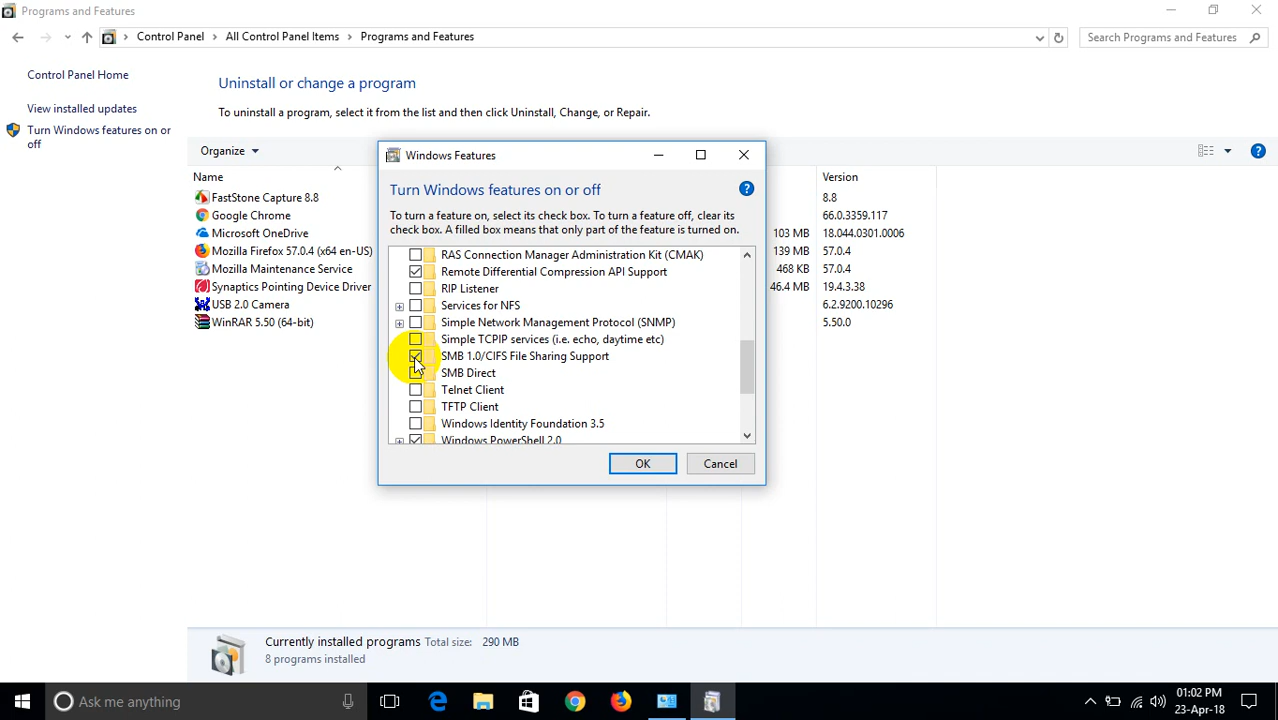 Programs and Features
Control Panel
All Control Panel Items
Programs and Features
Search Programs and Features
Control Panel Home
View installed updates
Turn Windows features on or
off
Uninstall or change a program
To uninstall a program, select it from the list and then click Uninstall, Change, or Repair.
Organize
Name
Version
FastStone Capture 8.8
8.8
Google Chrome
66.0.3359.117
Microsoft OneDrive
103 MB
18.044.0301.0006
Mozilla Firefox 57.0.4 (x64 en-US)
139 MB
57.0.4
Mozilla Maintenance Service
468 KB
57.0.4
Synaptics Pointing Device Driver
46.4 MB
19.4.3.38
USB 2.0 Camera
6.2.9200.10296
WinRAR 5.50 (64-bit)
5.50.0
Windows Features
Turn Windows features on or off
To turn a feature on, select its check box. To turn a feature off, clear its
check box. A filled box means that only part of the feature is turned on.
RAS Connection Manager Administration Kit (CMAK)
Remote Differential Compression API Support
RIP Listener
Services for NFS
Simple Network Management Protocol (SNMP)
Simple TCPIP services (i.e. echo, daytime etc)
SMB 1.0/CIFS File Sharing Support
SMB Direct
Telnet Client
TFTP Client
Windows Identity Foundation 3.5
Windows PowerShell 2.0
OK
Cancel
Currently installed programs
Total size:
290 MB
8 programs installed
Ask me anything
01:02 PM
23-Apr-18